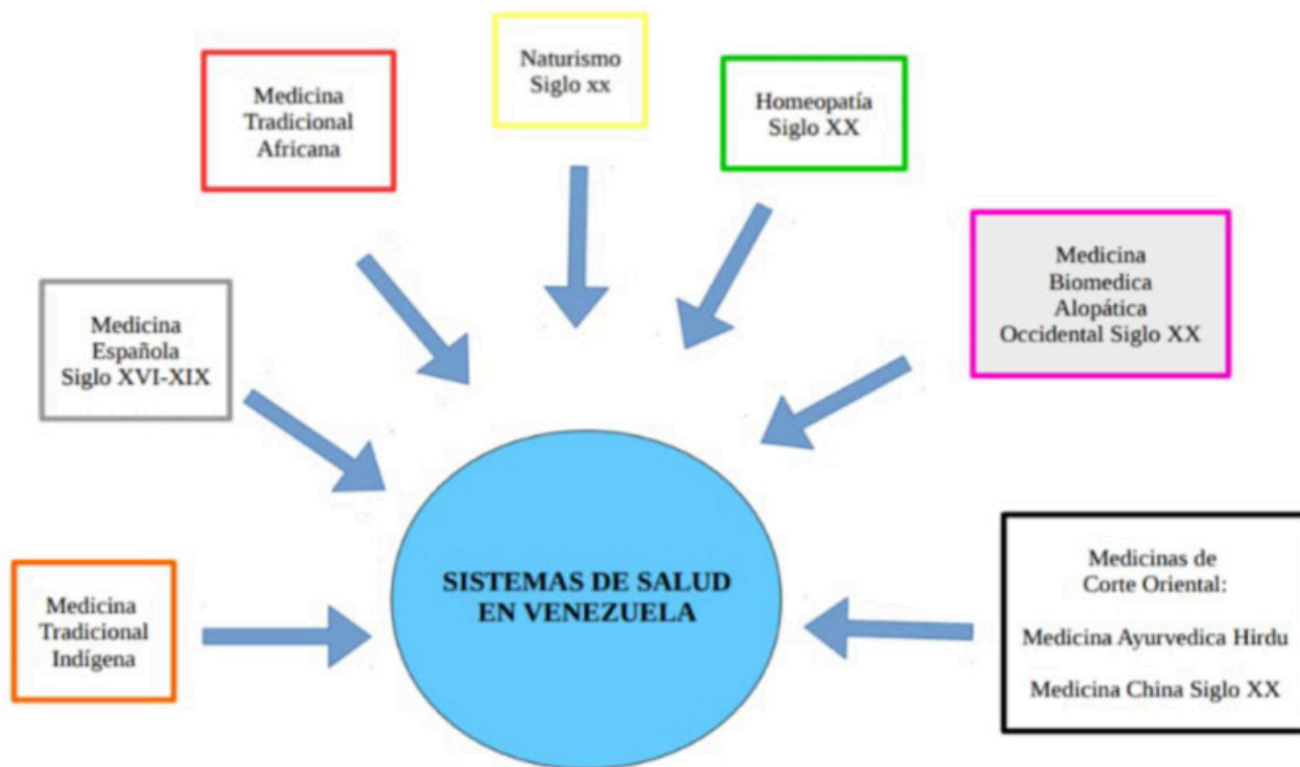 Naturismo
Siglo xx
Medicina
Tradicional
Africana
Homeopatía
Siglo XX
Medicina
Biomedica
Alopática
Occidental Siglo XX
Medicina
Española
Siglo XVI-XIX
Medicina
Tradicional
Indígena
SISTEMAS DE SALUD
EN VENEZUELA
Medicinas de
Corte Oriental:
Medicina Ayurvedica Hirdu
Medicina China Siglo XX